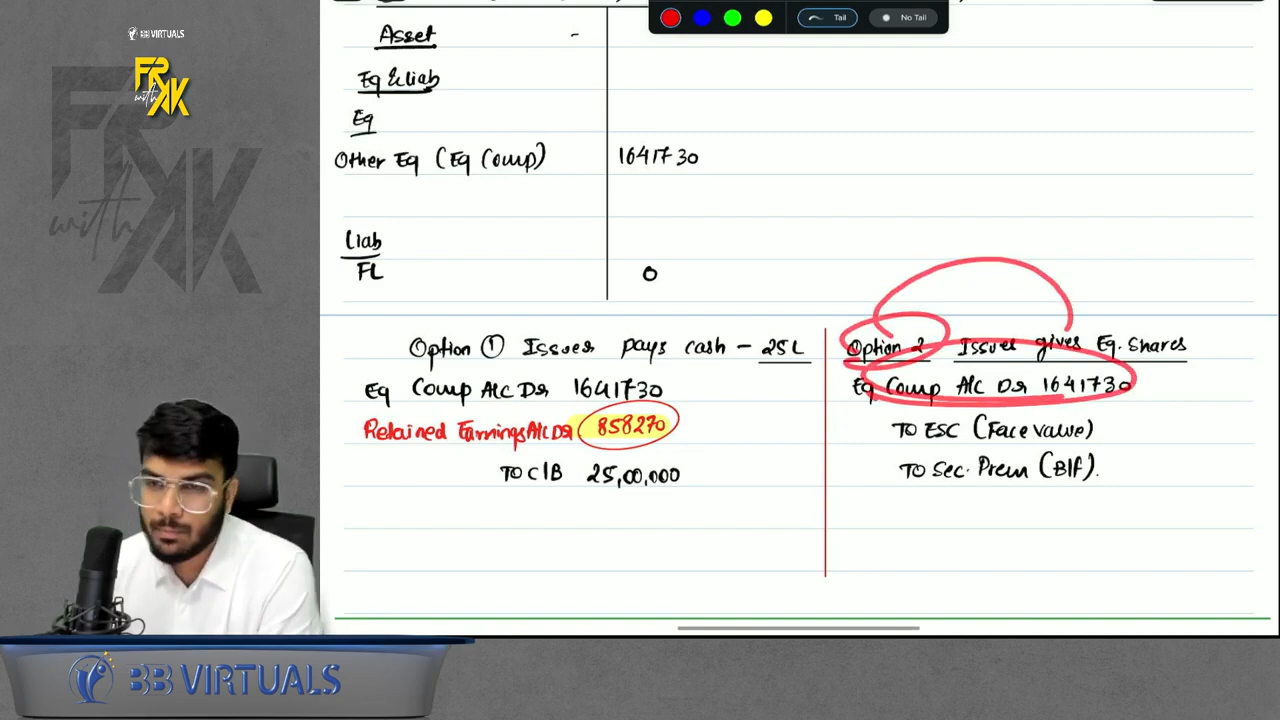 BB VIRTUALS
FR
with
AK
Tail
No Tail
Asset -
Eq & Liab
Eq
Other Eq (Eq Comp) 1641730
Liab
FL 0
Option ① Issuer pays cash - 25L
Eq Comp A/c Dr 1641730
Retained Earnings A/c Dr 858270
To C/B 25,00,000
Option 2 Issuer gives Eq. Shares
Eq Comp A/c Dr 1641730
To ESC (Face value)
To Sec. Prem (B/f).
BB VIRTUALS